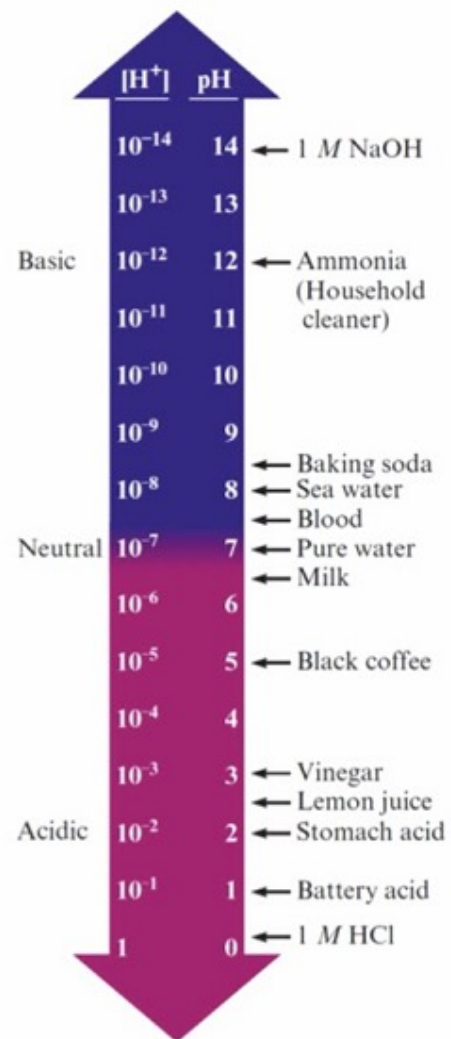 [H⁺] pH
10⁻¹⁴ 14 1 M NaOH
10⁻¹³ 13
Basic 10⁻¹² 12 Ammonia
(Household
cleaner)
10⁻¹¹ 11
10⁻¹⁰ 10
10⁻⁹ 9
Baking soda
10⁻⁸ 8 Sea water
Blood
Neutral 10⁻⁷ 7 Pure water
Milk
10⁻⁶ 6
10⁻⁵ 5 Black coffee
10⁻⁴ 4
10⁻³ 3 Vinegar
Lemon juice
Acidic 10⁻² 2 Stomach acid
10⁻¹ 1 Battery acid
1 M HCl
1 0